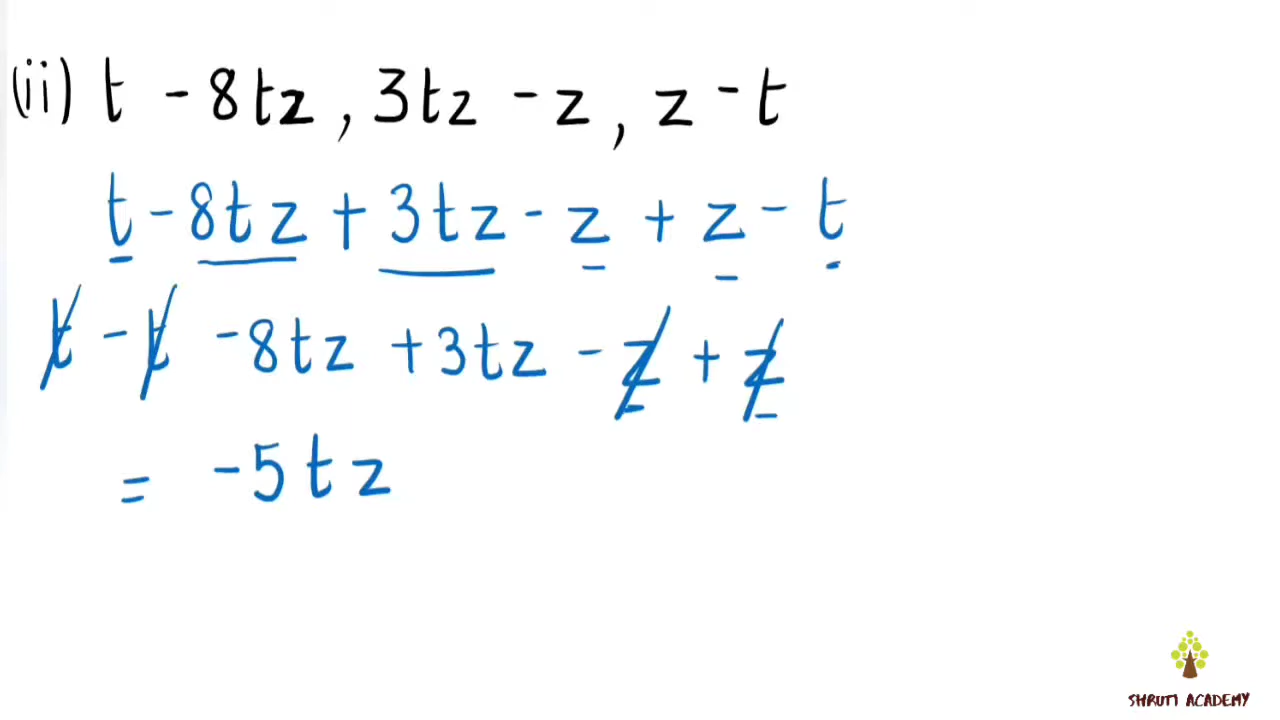 (ii) t - 8tz, 3tz - z, z - t
t - 8tz + 3tz - z + z - t
t - t - 8tz + 3tz - z + z
= -5tz
SHRUTI ACADEMY